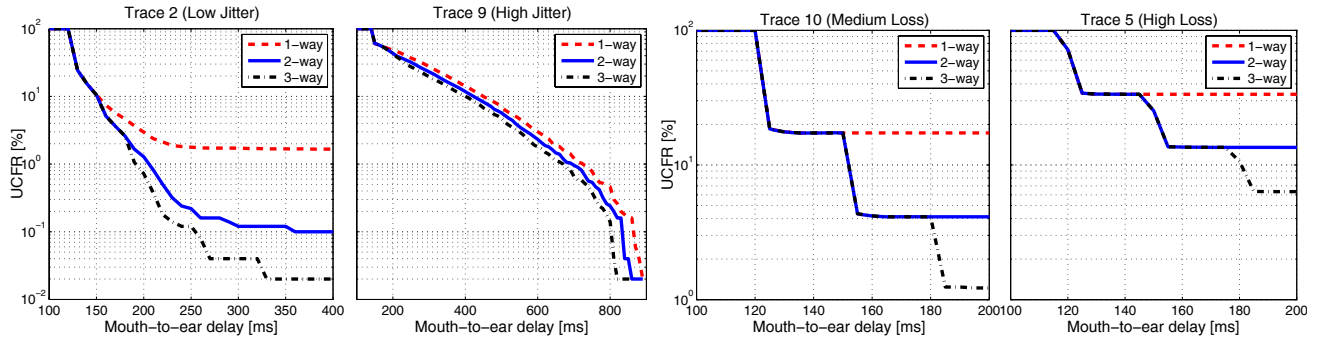 Trace 2 (Low Jitter)
UCFR [%]
10^2
10^1
10^0
10^-1
10^-2
100 150 200 250 300 350 400
Mouth-to-ear delay [ms]
1-way
2-way
3-way
Trace 9 (High Jitter)
200 400 600 800
Mouth-to-ear delay [ms]
1-way
2-way
3-way
Trace 10 (Medium Loss)
UCFR [%]
10^2
10^1
10^0
100 120 140 160 180 200
Mouth-to-ear delay [ms]
1-way
2-way
3-way
Trace 5 (High Loss)
100 120 140 160 180 200
Mouth-to-ear delay [ms]
1-way
2-way
3-way